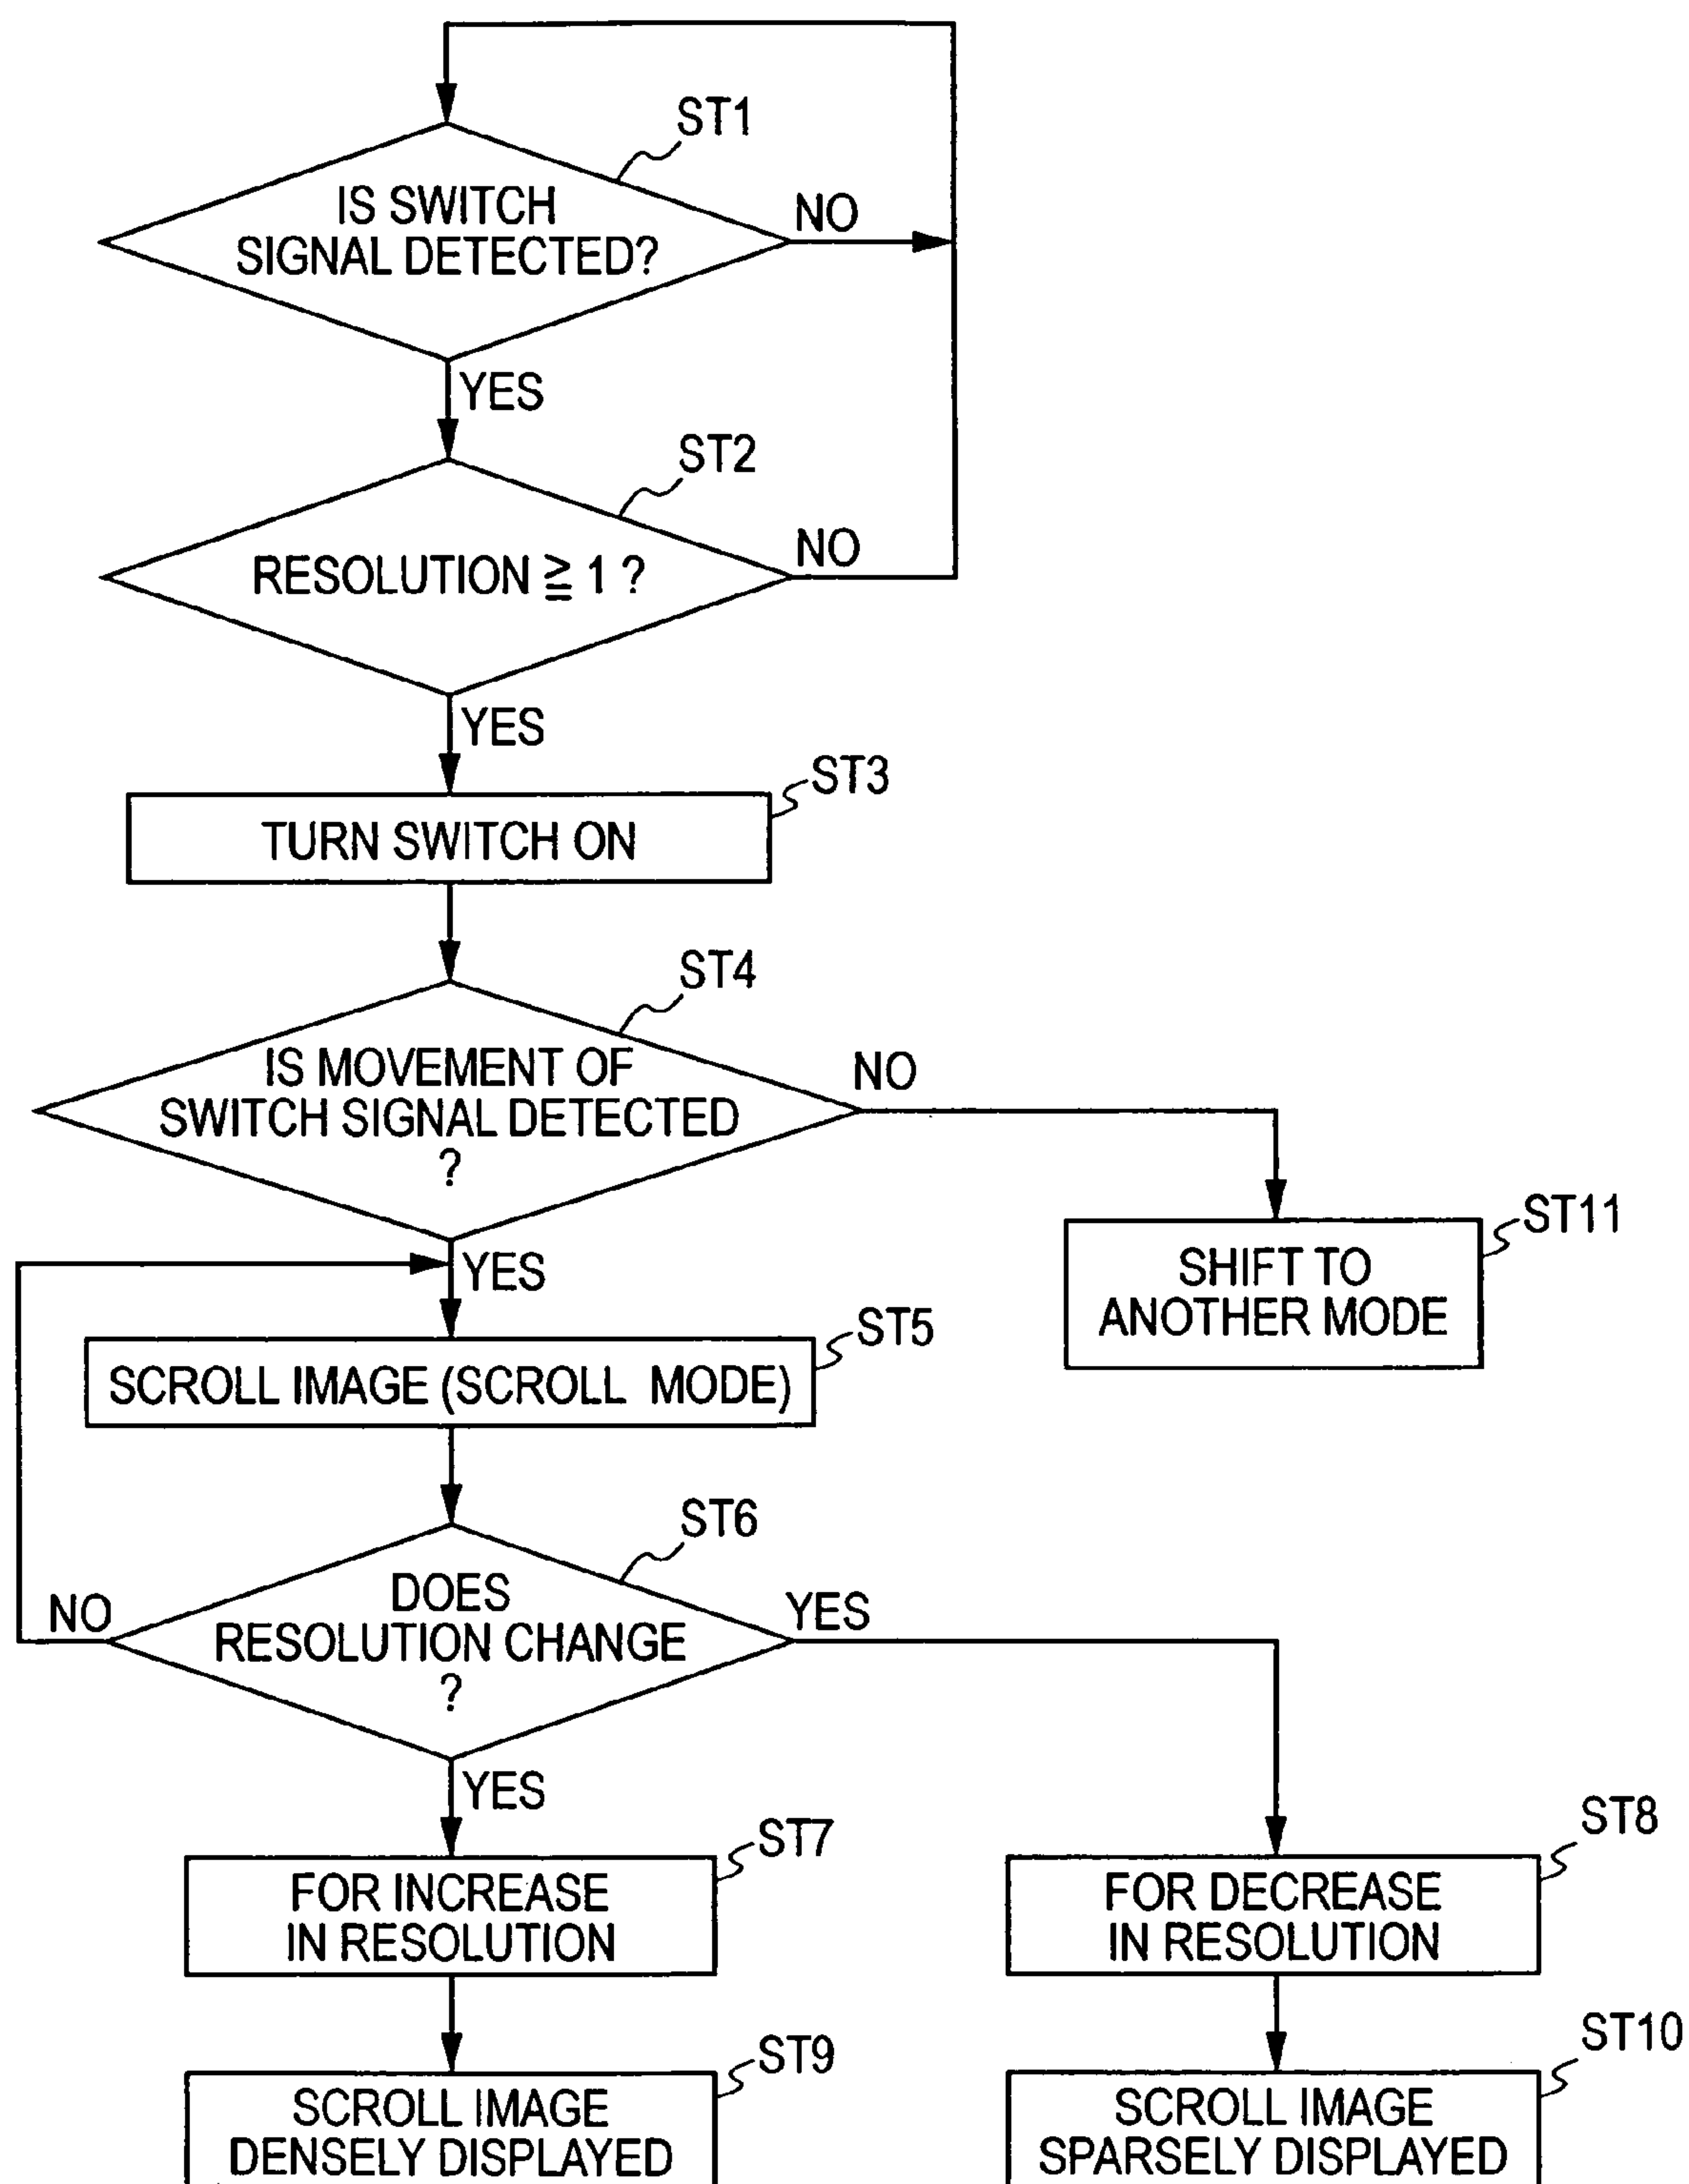 ST1
IS SWITCH
SIGNAL DETECTED?
NO
YES
ST2
RESOLUTION ≧ 1 ?
NO
YES
ST3
TURN SWITCH ON
ST4
IS MOVEMENT OF
SWITCH SIGNAL DETECTED
?
NO
YES
ST11
SHIFT TO
ANOTHER MODE
ST5
SCROLL IMAGE (SCROLL MODE)
ST6
DOES
RESOLUTION CHANGE
?
NO
YES
YES
ST7
FOR INCREASE
IN RESOLUTION
ST8
FOR DECREASE
IN RESOLUTION
ST9
SCROLL IMAGE
DENSELY DISPLAYED
ST10
SCROLL IMAGE
SPARSELY DISPLAYED